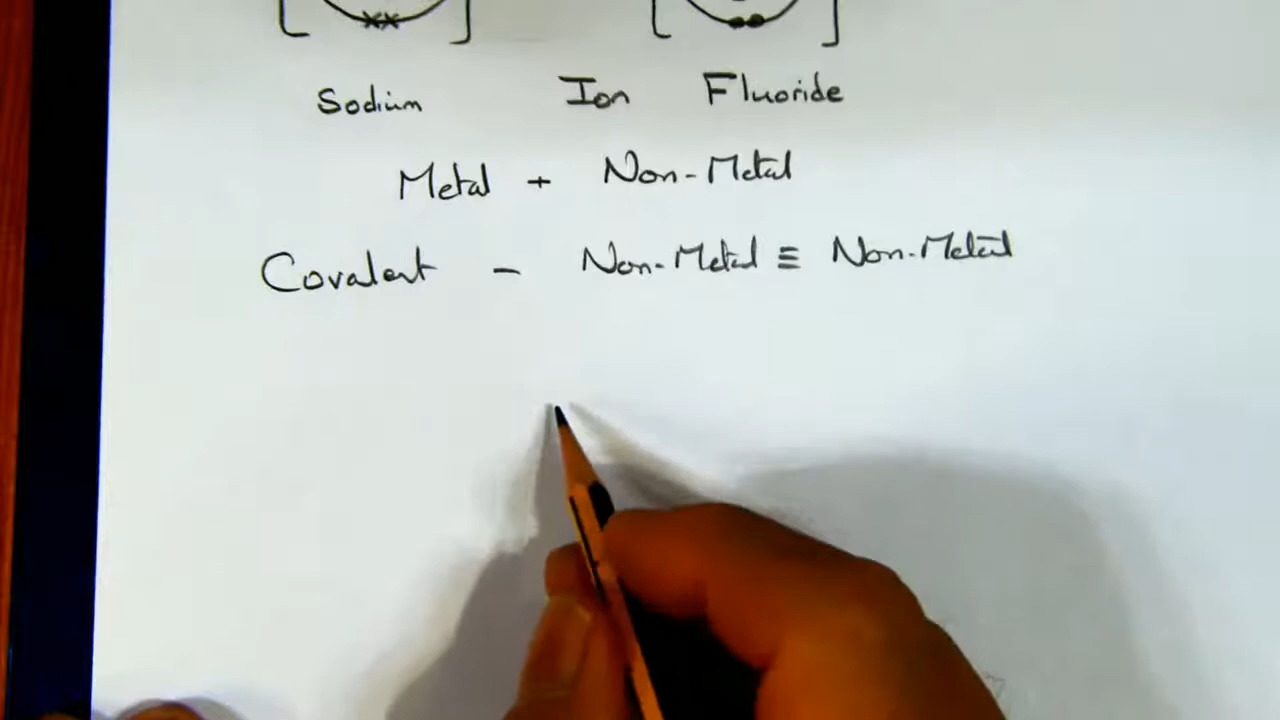 Sodium Ion Fluoride
Metal + Non-Metal
Covalent - Non-Metal ≡ Non-Metal